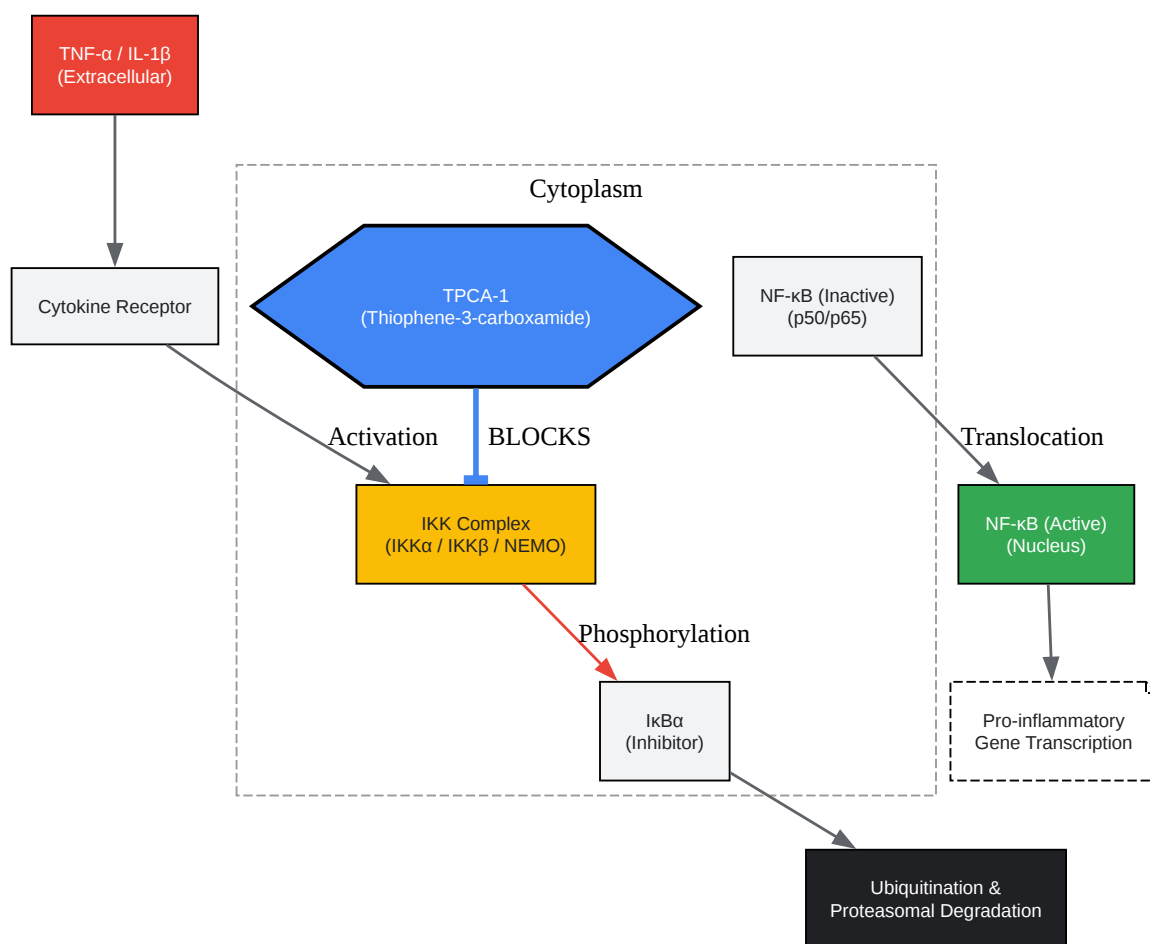 TNF-α / IL-1β
(Extracellular)
Cytoplasm
Cytokine Receptor
TPCA-1
(Thiophene-3-carboxamide)
NF-κB (Inactive)
(p50/p65)
Activation
BLOCKS
Translocation
IKK Complex
(IKKα / IKKβ / NEMO)
NF-κB (Active)
(Nucleus)
Phosphorylation
IκBα
(Inhibitor)
Pro-inflammatory
Gene Transcription
Ubiquitination &
Proteasomal Degradation